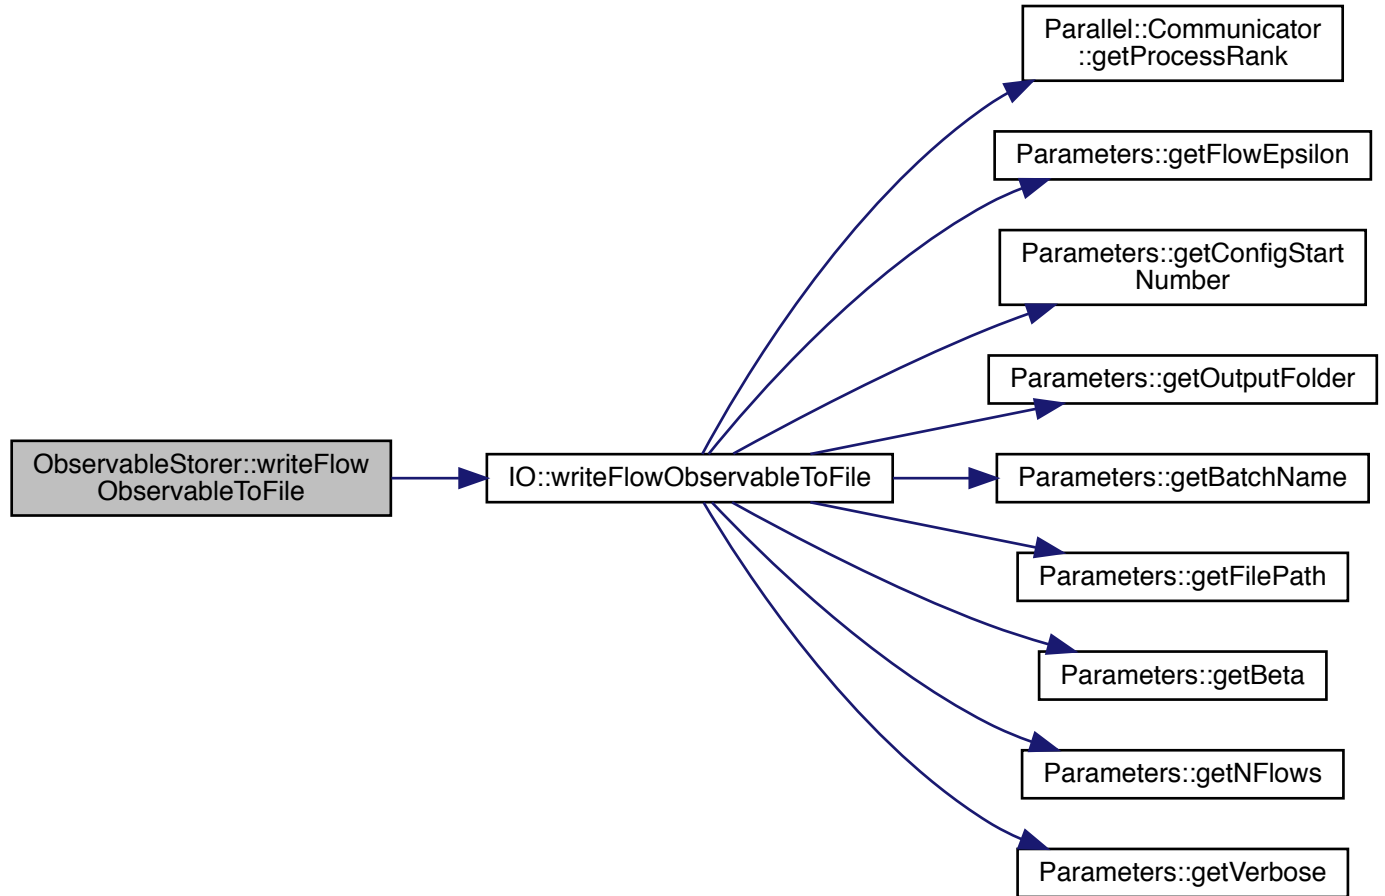 Parallel::Communicator
::getProcessRank
Parameters::getFlowEpsilon
Parameters::getConfigStart
Number
Parameters::getOutputFolder
ObservableStorer::writeFlow
ObservableToFile
IO::writeFlowObservableToFile
Parameters::getBatchName
Parameters::getFilePath
Parameters::getBeta
Parameters::getNFlows
Parameters::getVerbose